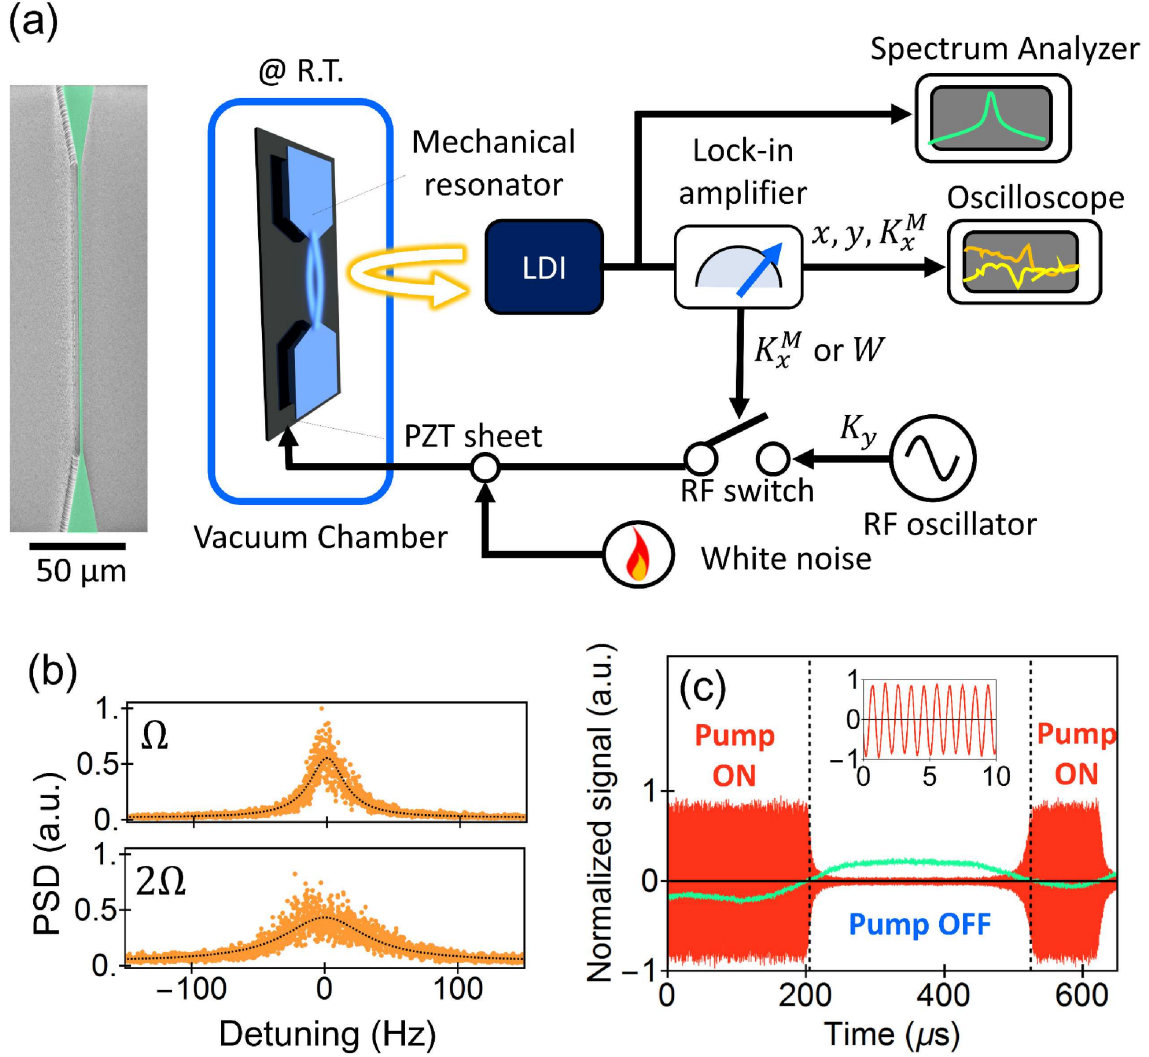 (a)
@ R.T.
Mechanical
resonator
LDI
Lock-in
amplifier
Spectrum Analyzer
Oscilloscope
x, y, K_x^M
K_x^M or W
K_y
PZT sheet
RF switch
RF oscillator
Vacuum Chamber
White noise
50 μm
(b)
Ω
1.
0.5
0.
2Ω
1.
0.5
0.
PSD (a.u.)
−100
0
100
Detuning (Hz)
(c)
Normalized signal (a.u.)
1
0
−1
Pump
ON
1
0
−1
0
5
10
Pump
ON
Pump OFF
0
200
400
600
Time (μs)